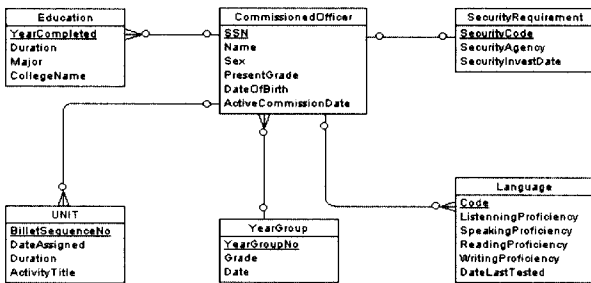 Education
YearCompleted
Duration
Major
CollegeName
CommissionedOfficer
SSN
Name
Sex
PresentGrade
DateOfBirth
ActiveCommissionDate
SecurityRequirement
SecurityCode
SecurityAgency
SecurityInvestDate
UNIT
BilletSequenceNo
DateAssigned
Duration
ActivityTitle
YearGroup
YearGroupNo
Grade
Date
Language
Code
ListenningProficiency
SpeakingProficiency
ReadingProficiency
WritingProficiency
DateLastTested